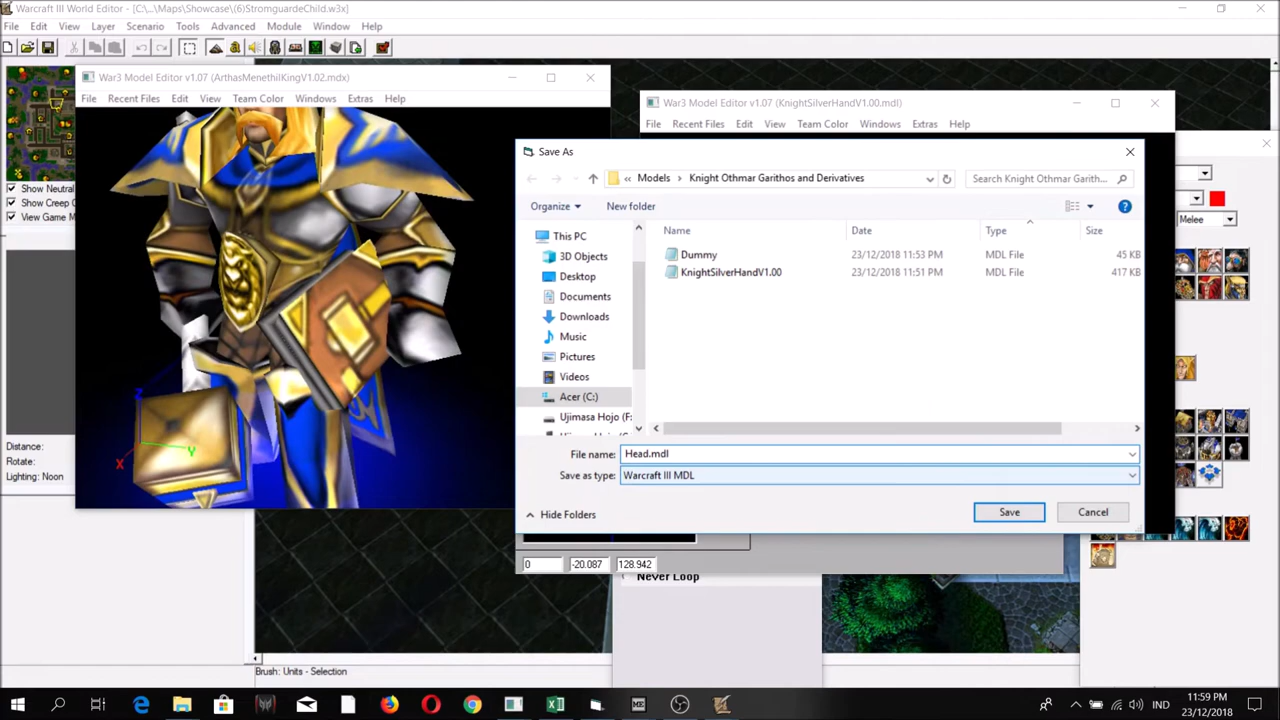 Warcraft III World Editor - [C:\...\Maps\Showcase\(6)StromguardeChild.w3x]
File Edit View Layer Scenario Tools Advanced Module Window Help
War3 Model Editor v1.07 (ArthasMenethilKingV1.02.mdx)
File Recent Files Edit View Team Color Windows Extras Help
War3 Model Editor v1.07 (KnightSilverHandV1.00.mdl)
File Recent Files Edit View Team Color Windows Extras Help
Save As
« Models › Knight Othmar Garithos and Derivatives
Search Knight Othmar Garith...
Organize New folder
Show Neutral
Show Creep C
View Game M
Melee
This PC
3D Objects
Desktop
Documents
Downloads
Music
Pictures
Videos
Acer (C:)
Ujimasa Hojo (F:
Name Date Type Size
Dummy 23/12/2018 11:53 PM MDL File 45 KB
KnightSilverHandV1.00 23/12/2018 11:51 PM MDL File 417 KB
File name: Head.mdl
Save as type: Warcraft III MDL
Hide Folders Save Cancel
Z
X
Y
Distance:
Rotate:
Lighting: Noon
0 -20.087 128.942
Never Loop
Brush: Units - Selection
IND
11:59 PM
23/12/2018